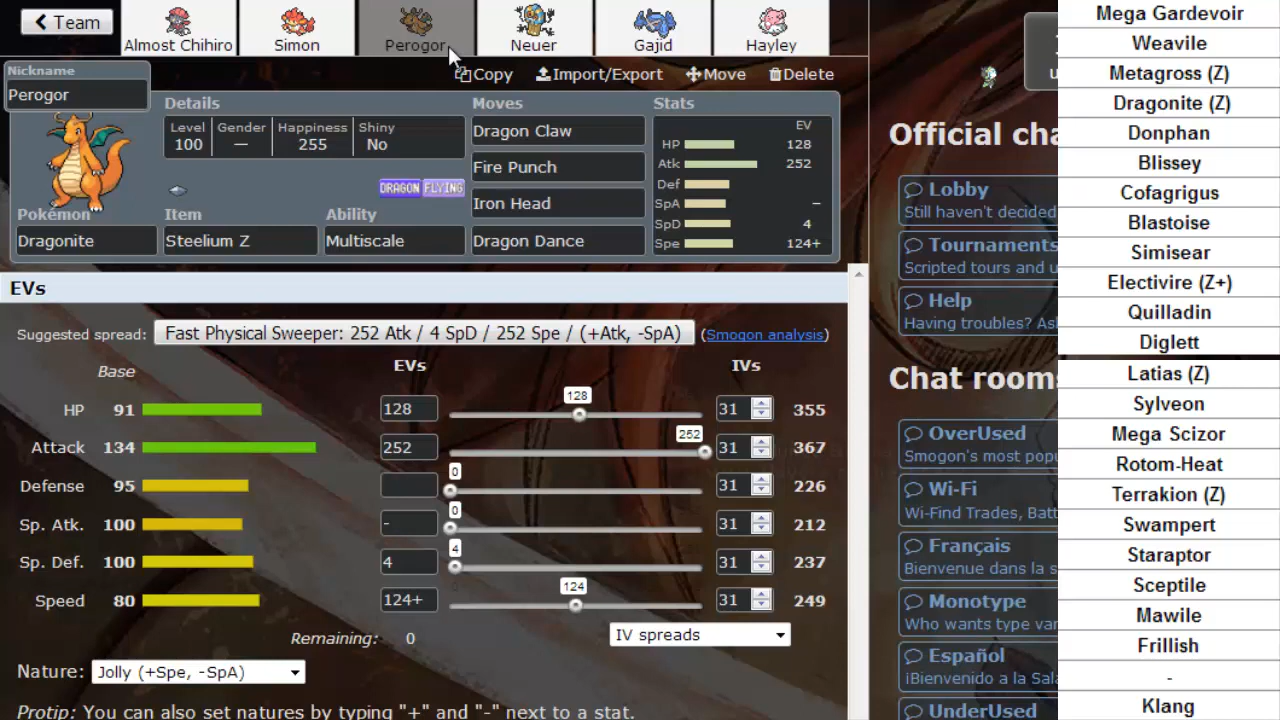 Team
Almost Chihiro
Simon
Perogor
Neuer
Gajid
Hayley
Copy
Import/Export
Move
Delete
Nickname
Perogor
Details
Level
100
Gender
—
Happiness
255
Shiny
No
DRAGON FLYING
Pokémon
Dragonite
Item
Steelium Z
Ability
Multiscale
Moves
Dragon Claw
Fire Punch
Iron Head
Dragon Dance
Stats
EV
HP 128
Atk 252
Def
SpA –
SpD 4
Spe 124+
EVs
Suggested spread: Fast Physical Sweeper: 252 Atk / 4 SpD / 252 Spe / (+Atk, -SpA) (Smogon analysis)
Base EVs IVs
HP 91 128 128 31 355
Attack 134 252 252 31 367
Defense 95 0 31 226
Sp. Atk. 100 - 0 31 212
Sp. Def. 100 4 4 31 237
Speed 80 124+ 124 31 249
Remaining: 0
IV spreads
Nature: Jolly (+Spe, -SpA)
Protip: You can also set natures by typing "+" and "-" next to a stat.
Official cha
Lobby
Still haven't decided
Tournaments
Scripted tours and u
Help
Having troubles? Ask
Chat rooms
OverUsed
Smogon's most popu
Wi-Fi
Wi-Find Trades, Batt
Français
Bienvenue dans la s
Monotype
Who wants type var
Español
¡Bienvenido a la Sala
UnderUsed
Mega Gardevoir
Weavile
Metagross (Z)
Dragonite (Z)
Donphan
Blissey
Cofagrigus
Blastoise
Simisear
Electivire (Z+)
Quilladin
Diglett
Latias (Z)
Sylveon
Mega Scizor
Rotom-Heat
Terrakion (Z)
Swampert
Staraptor
Sceptile
Mawile
Frillish
-
Klang